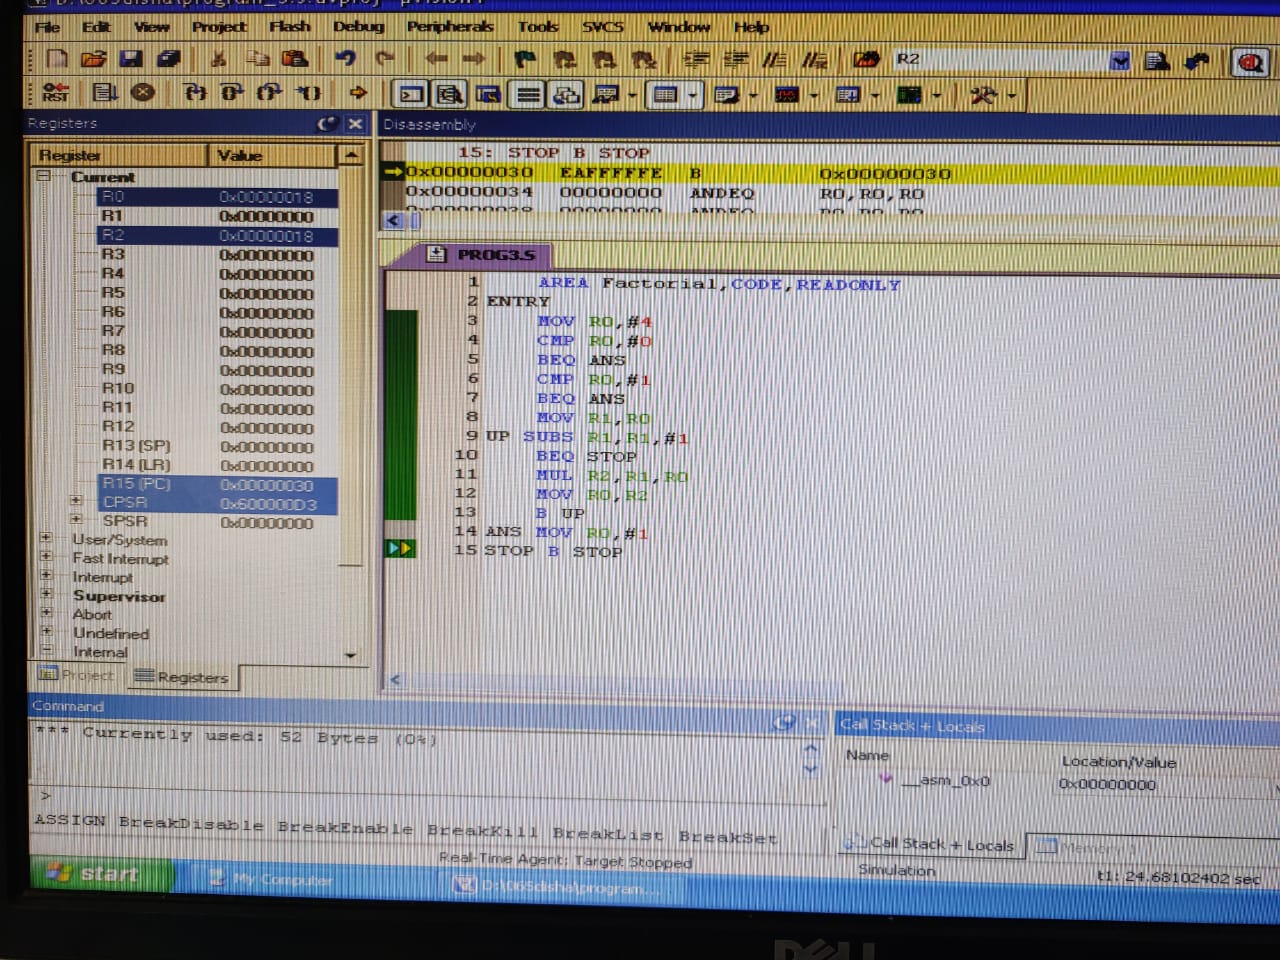 File Edit View Project Flash Debug Peripherals Tools SVCS Window Help
R2
RST
Registers
Register Value
Current
R0 0x00000018
R1 0x00000000
R2 0x00000018
R3 0x00000000
R4 0x00000000
R5 0x00000000
R6 0x00000000
R7 0x00000000
R8 0x00000000
R9 0x00000000
R10 0x00000000
R11 0x00000000
R12 0x00000000
R13 (SP) 0x00000000
R14 (LR) 0x00000000
R15 (PC) 0x00000030
CPSR 0x600000D3
SPSR 0x00000000
User/System
Fast Interrupt
Interrupt
Supervisor
Abort
Undefined
Internal
Project Registers
Disassembly
15: STOP B STOP
0x00000030 EAFFFFFE B 0x00000030
0x00000034 00000000 ANDEQ R0,R0,R0
PROG3.S
1 AREA Factorial,CODE,READONLY
2 ENTRY
3 MOV R0,#4
4 CMP R0,#0
5 BEQ ANS
6 CMP R0,#1
7 BEQ ANS
8 MOV R1,R0
9 UP SUBS R1,R1,#1
10 BEQ STOP
11 MUL R2,R1,R0
12 MOV R0,R2
13 B UP
14 ANS MOV R0,#1
15 STOP B STOP
Command
*** Currently used: 52 Bytes (0%)
>
ASSIGN BreakDisable BreakEnable BreakKill BreakList BreakSet
Call Stack + Locals
Name Location/Value
__asm_0x0 0x00000000
Call Stack + Locals Memory 1
Real-Time Agent: Target Stopped Simulation t1: 24.68102402 sec
start My Computer D:\065disha\program...
DELL